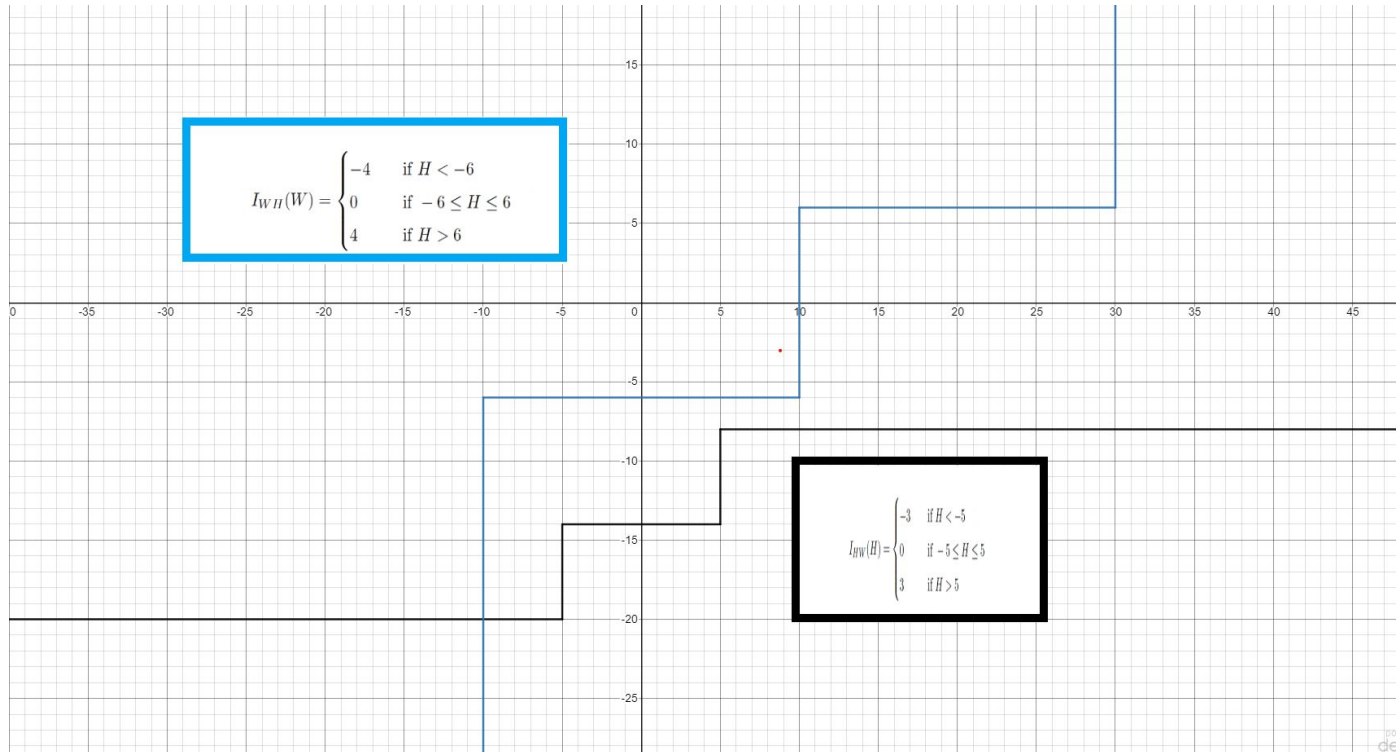 15
10
I_{WH}(W) = { -4 if H < -6
0 if -6 ≤ H ≤ 6
4 if H > 6
5
0 -35 -30 -25 -20 -15 -10 -5 0 5 10 15 20 25 30 35 40 45
-5
-10
-3 if H < -5
I_{HW}(H) = { 0 if -5 ≤ H ≤ 5
3 if H > 5
-15
-20
-25